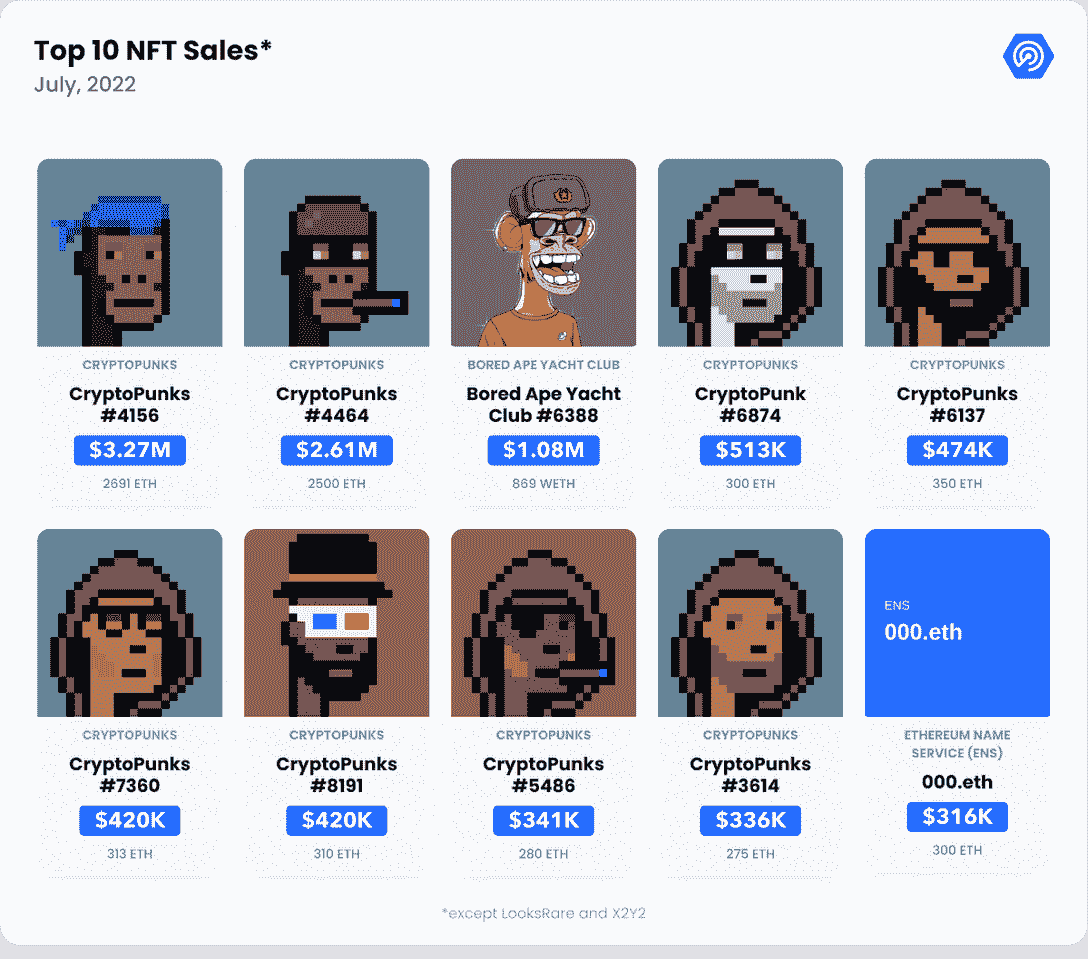 Top 10 NFT Sales*
July, 2022
CRYPTOPUNKS
CryptoPunks
#4156
$3.27M
2691 ETH
CRYPTOPUNKS
CryptoPunks
#4464
$2.61M
2500 ETH
BORED APE YACHT CLUB
Bored Ape Yacht
Club #6388
$1.08M
869 WETH
CRYPTOPUNKS
CryptoPunk
#6874
$513K
300 ETH
CRYPTOPUNKS
CryptoPunks
#6137
$474K
350 ETH
CRYPTOPUNKS
CryptoPunks
#7360
$420K
313 ETH
CRYPTOPUNKS
CryptoPunks
#8191
$420K
310 ETH
CRYPTOPUNKS
CryptoPunks
#5486
$341K
280 ETH
CRYPTOPUNKS
CryptoPunks
#3614
$336K
275 ETH
ENS
000.eth
ETHEREUM NAME
SERVICE (ENS)
000.eth
$316K
300 ETH
*except LooksRare and X2Y2